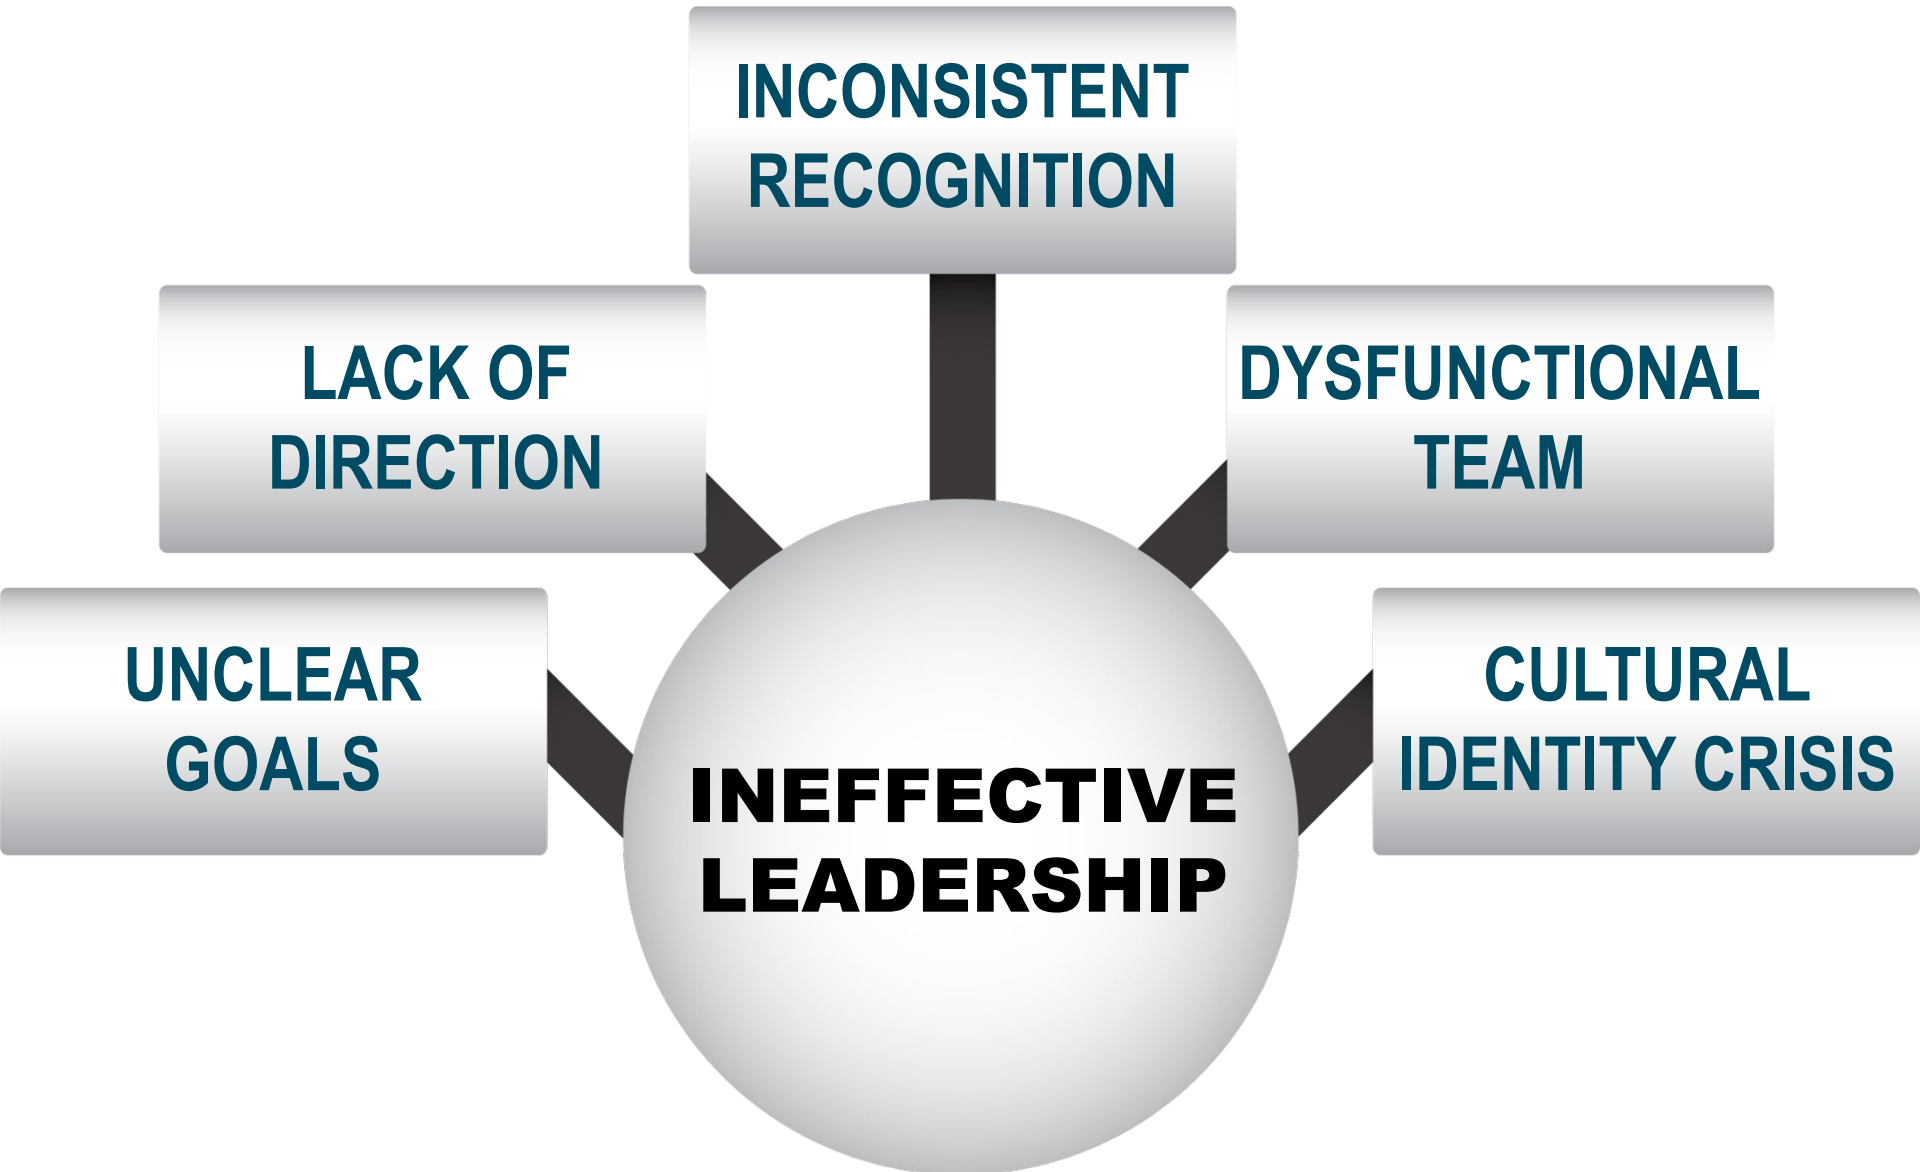 INCONSISTENT
RECOGNITION
LACK OF
DIRECTION
DYSFUNCTIONAL
TEAM
UNCLEAR
GOALS
CULTURAL
IDENTITY CRISIS
INEFFECTIVE
LEADERSHIP